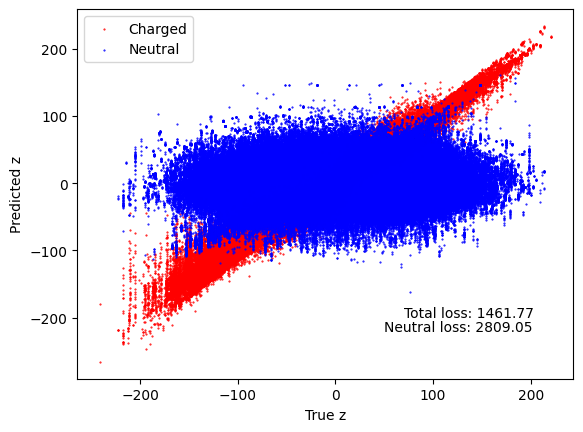 Charged
Neutral
200
100
0
−100
−200
Predicted z
Total loss: 1461.77
Neutral loss: 2809.05
−200
−100
0
100
200
True z